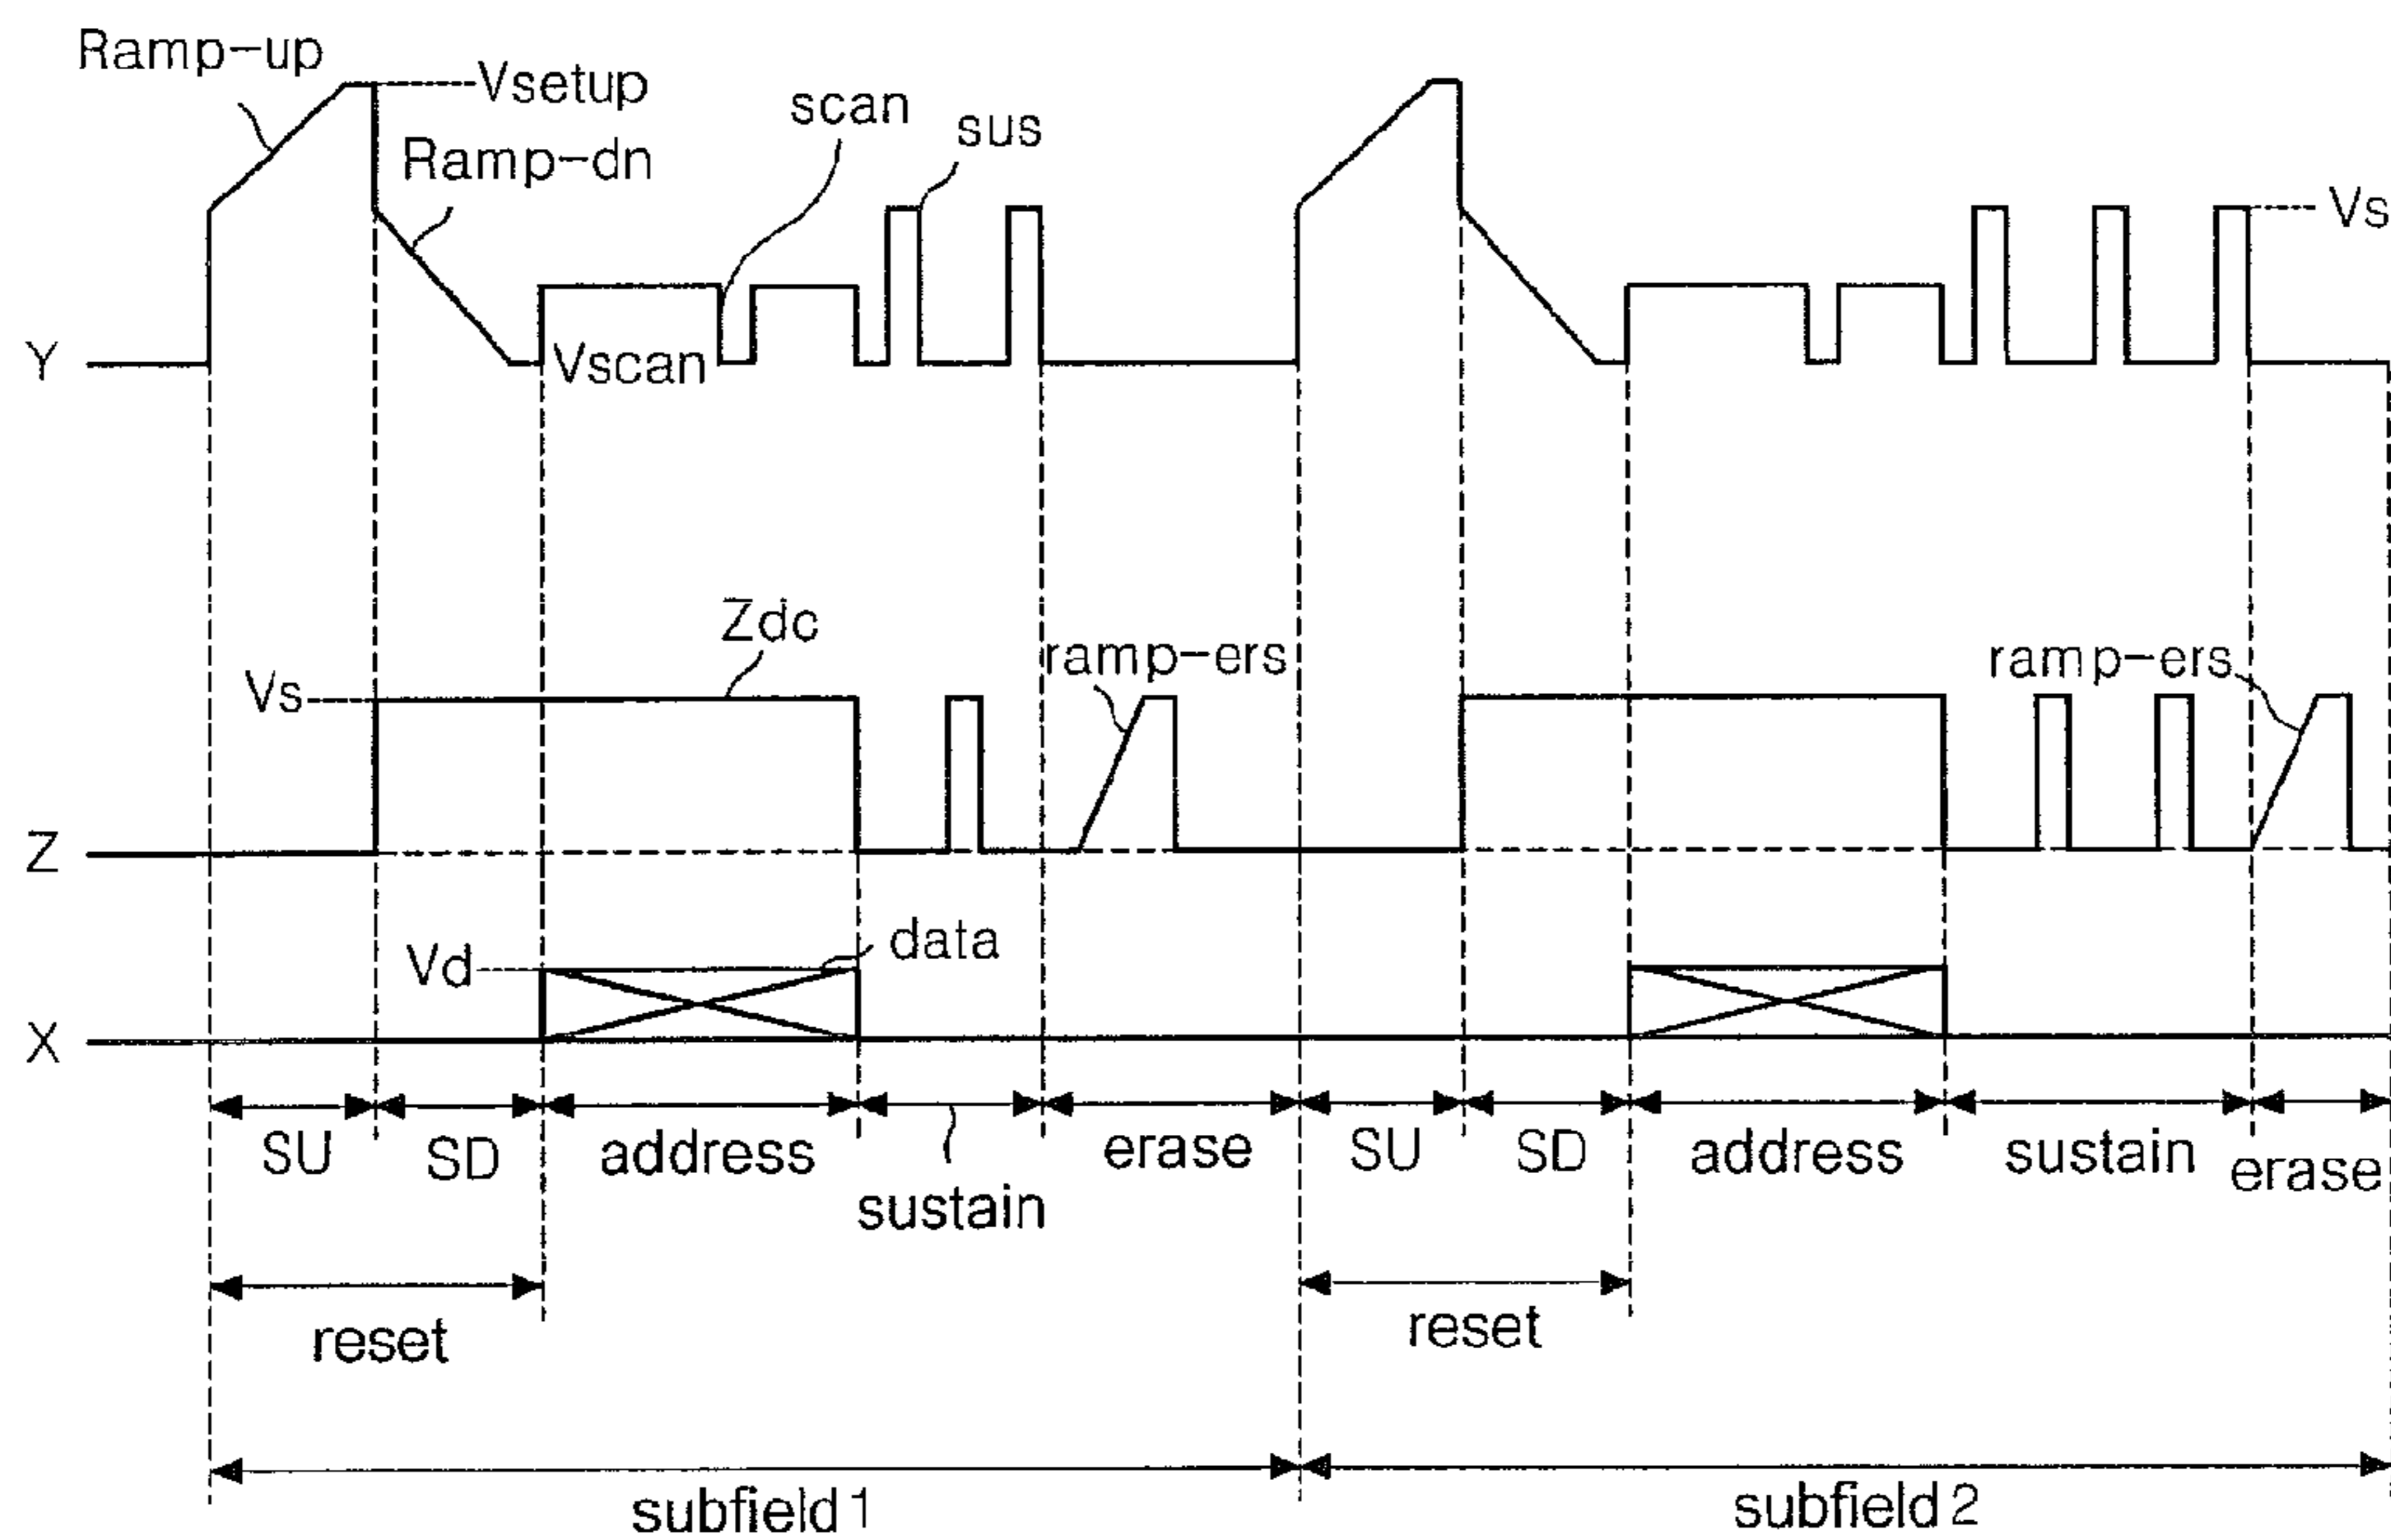 Ramp-up
Vsetup
scan
sus
Ramp-dn
Vs
Y
Vscan
Zdc
ramp-ers
ramp-ers
Vs
Z
data
Vd
X
SU
SD
address
sustain
erase
SU
SD
address
sustain
erase
reset
reset
subfield 1
subfield 2